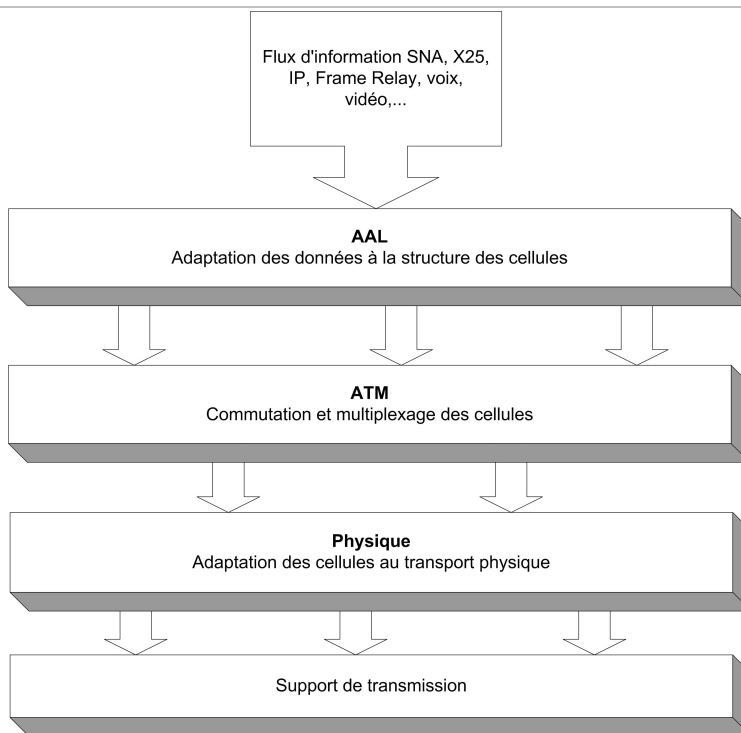 Flux d'information SNA, X25,
IP, Frame Relay, voix,
vidéo,...
AAL
Adaptation des données à la structure des cellules
ATM
Commutation et multiplexage des cellules
Physique
Adaptation des cellules au transport physique
Support de transmission